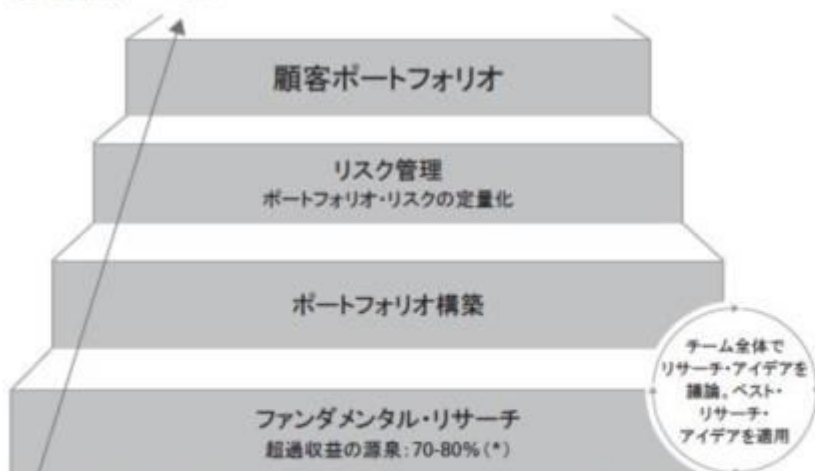 顧客ポートフォリオ
リスク管理
ポートフォリオ・リスクの定量化
ポートフォリオ構築
チーム全体で
リサーチ・アイデアを
議論。ベスト・
リサーチ・
アイデアを適用
ファンダメンタル・リサーチ
超過収益の源泉：70-80%(*)